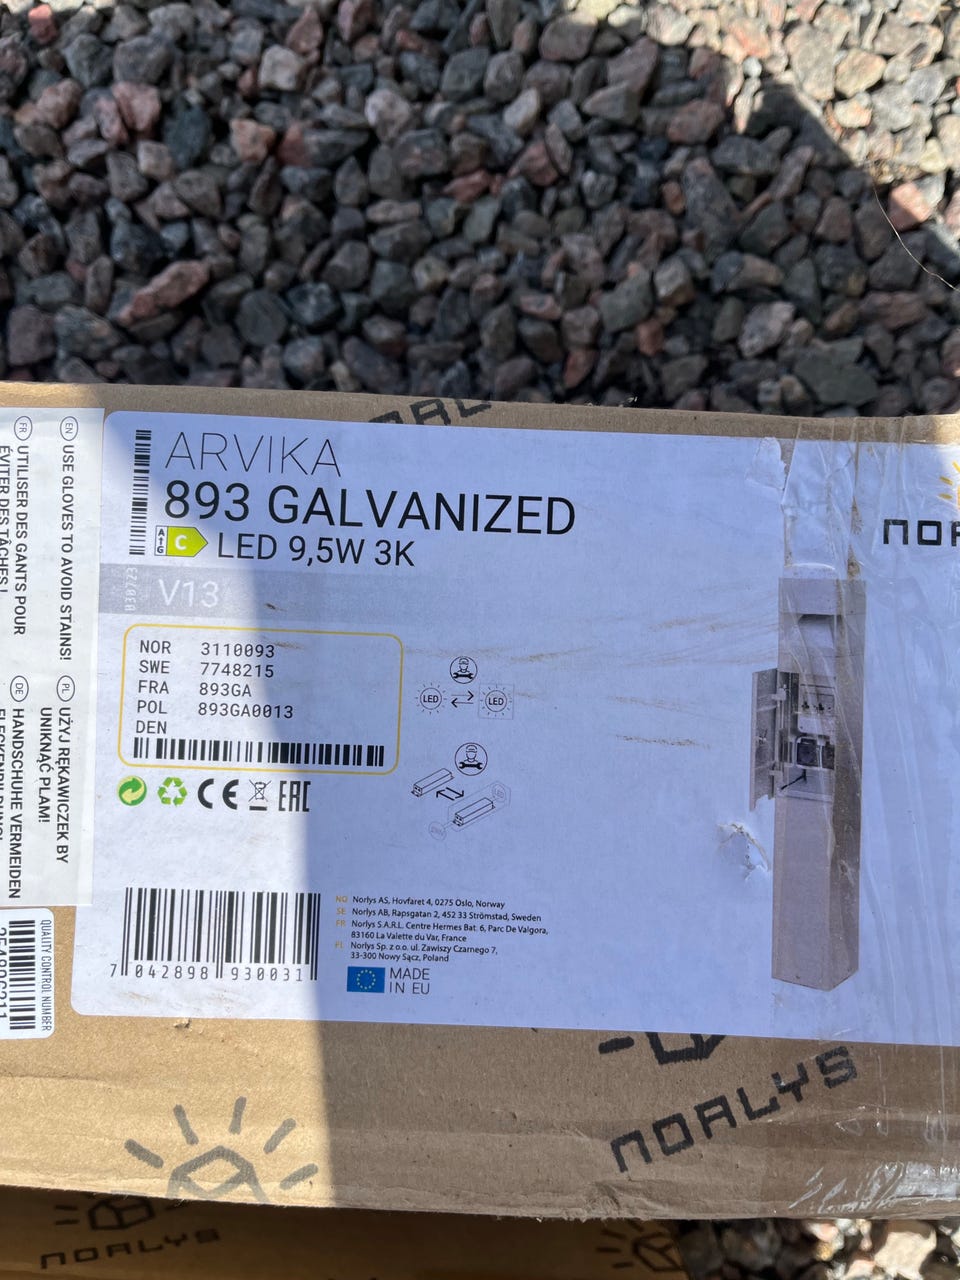 ARVIKA
893 GALVANIZED
C LED 9,5W 3K
V13
NOR 3110093
SWE 7748215
FRA 893GA
POL 893GA0013
DEN
CE EAC
LED LED
7 042898 930031
NO Norlys AS, Hovfaret 4, 0275 Oslo, Norway
SE Norlys AB, Rapsgatan 2, 452 33 Strömstad, Sweden
FR Norlys S.A.R.L. Centre Hermes Bat. 6, Parc De Valgora,
83160 La Valette du Var, France
PL Norlys Sp. z o.o. ul. Zawiszy Czarnego 7,
33-300 Nowy Sącz, Poland
MADE
IN EU
EN USE GLOVES TO AVOID STAINS!
PL UŻYJ RĘKAWICZEK BY
UNIKNĄĆ PLAM!
FR UTILISER DES GANTS POUR
ÉVITER DES TÂCHES!
DE HANDSCHUHE VERMEIDEN
QUALITY CONTROL NUMBER
NORLYS
NORLYS